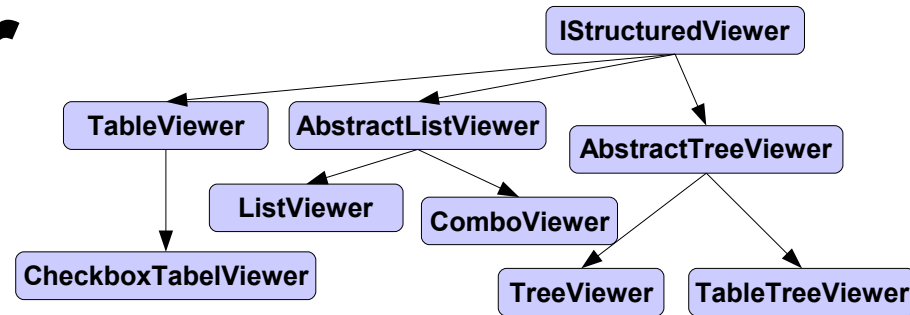 IStructuredViewer
TableViewer
AbstractListViewer
AbstractTreeViewer
ListViewer
ComboViewer
CheckboxTabelViewer
TreeViewer
TableTreeViewer